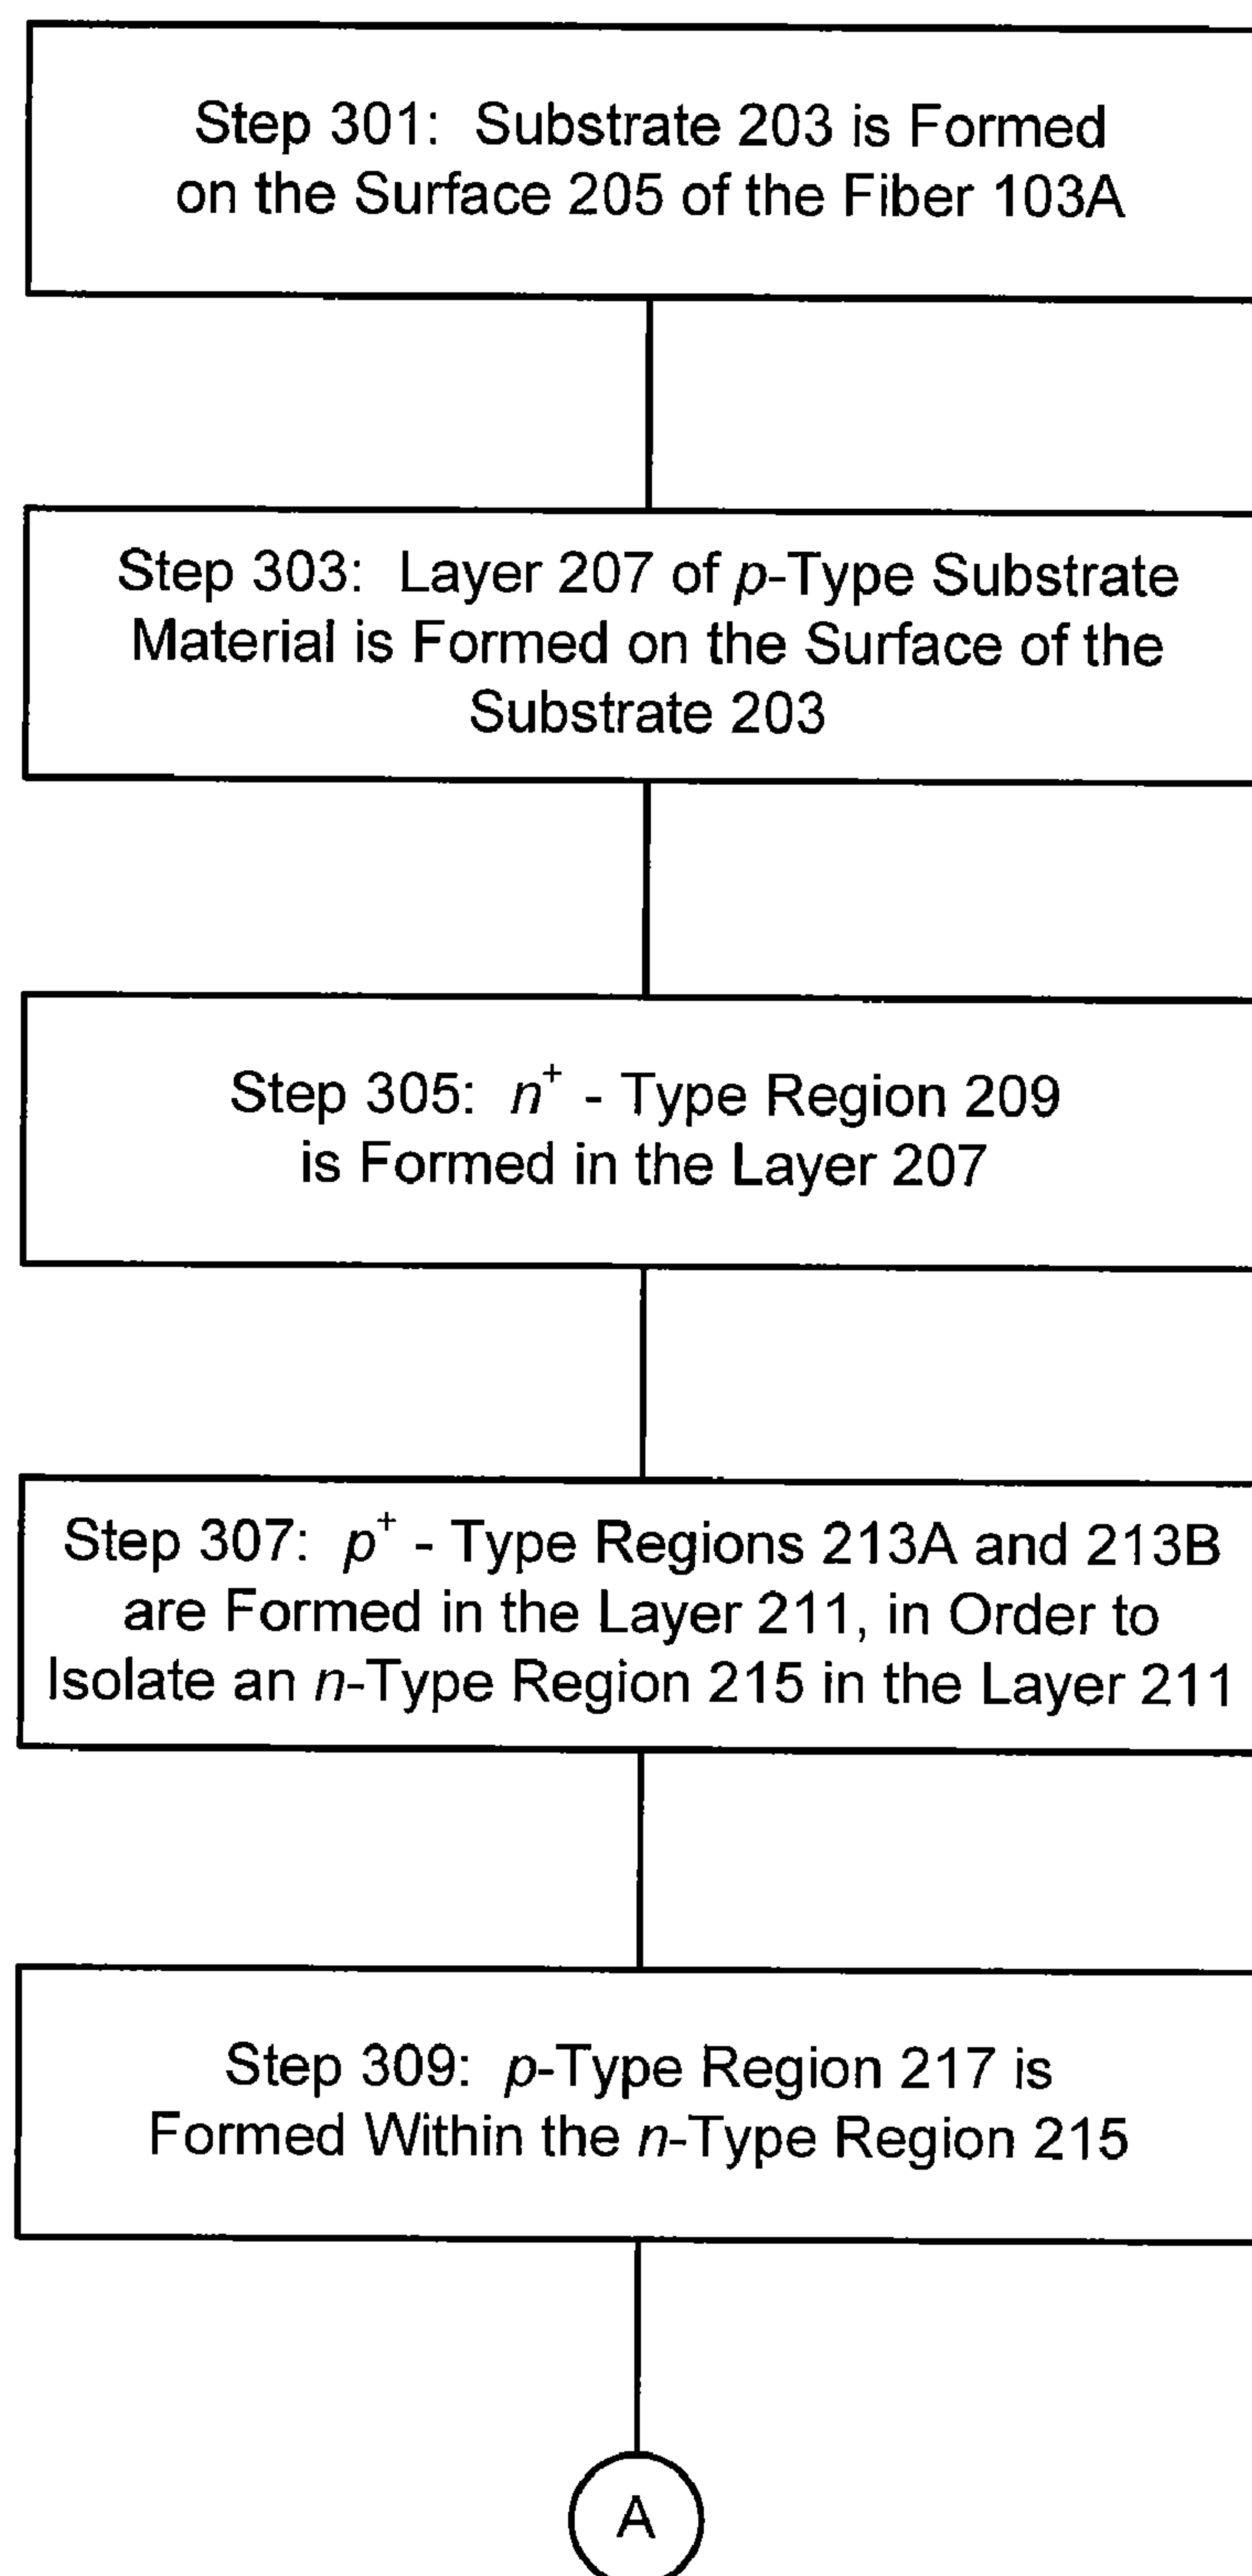 Step 301: Substrate 203 is Formed
on the Surface 205 of the Fiber 103A
Step 303: Layer 207 of p-Type Substrate
Material is Formed on the Surface of the
Substrate 203
Step 305: n⁺ - Type Region 209
is Formed in the Layer 207
Step 307: p⁺ - Type Regions 213A and 213B
are Formed in the Layer 211, in Order to
Isolate an n-Type Region 215 in the Layer 211
Step 309: p-Type Region 217 is
Formed Within the n-Type Region 215
A